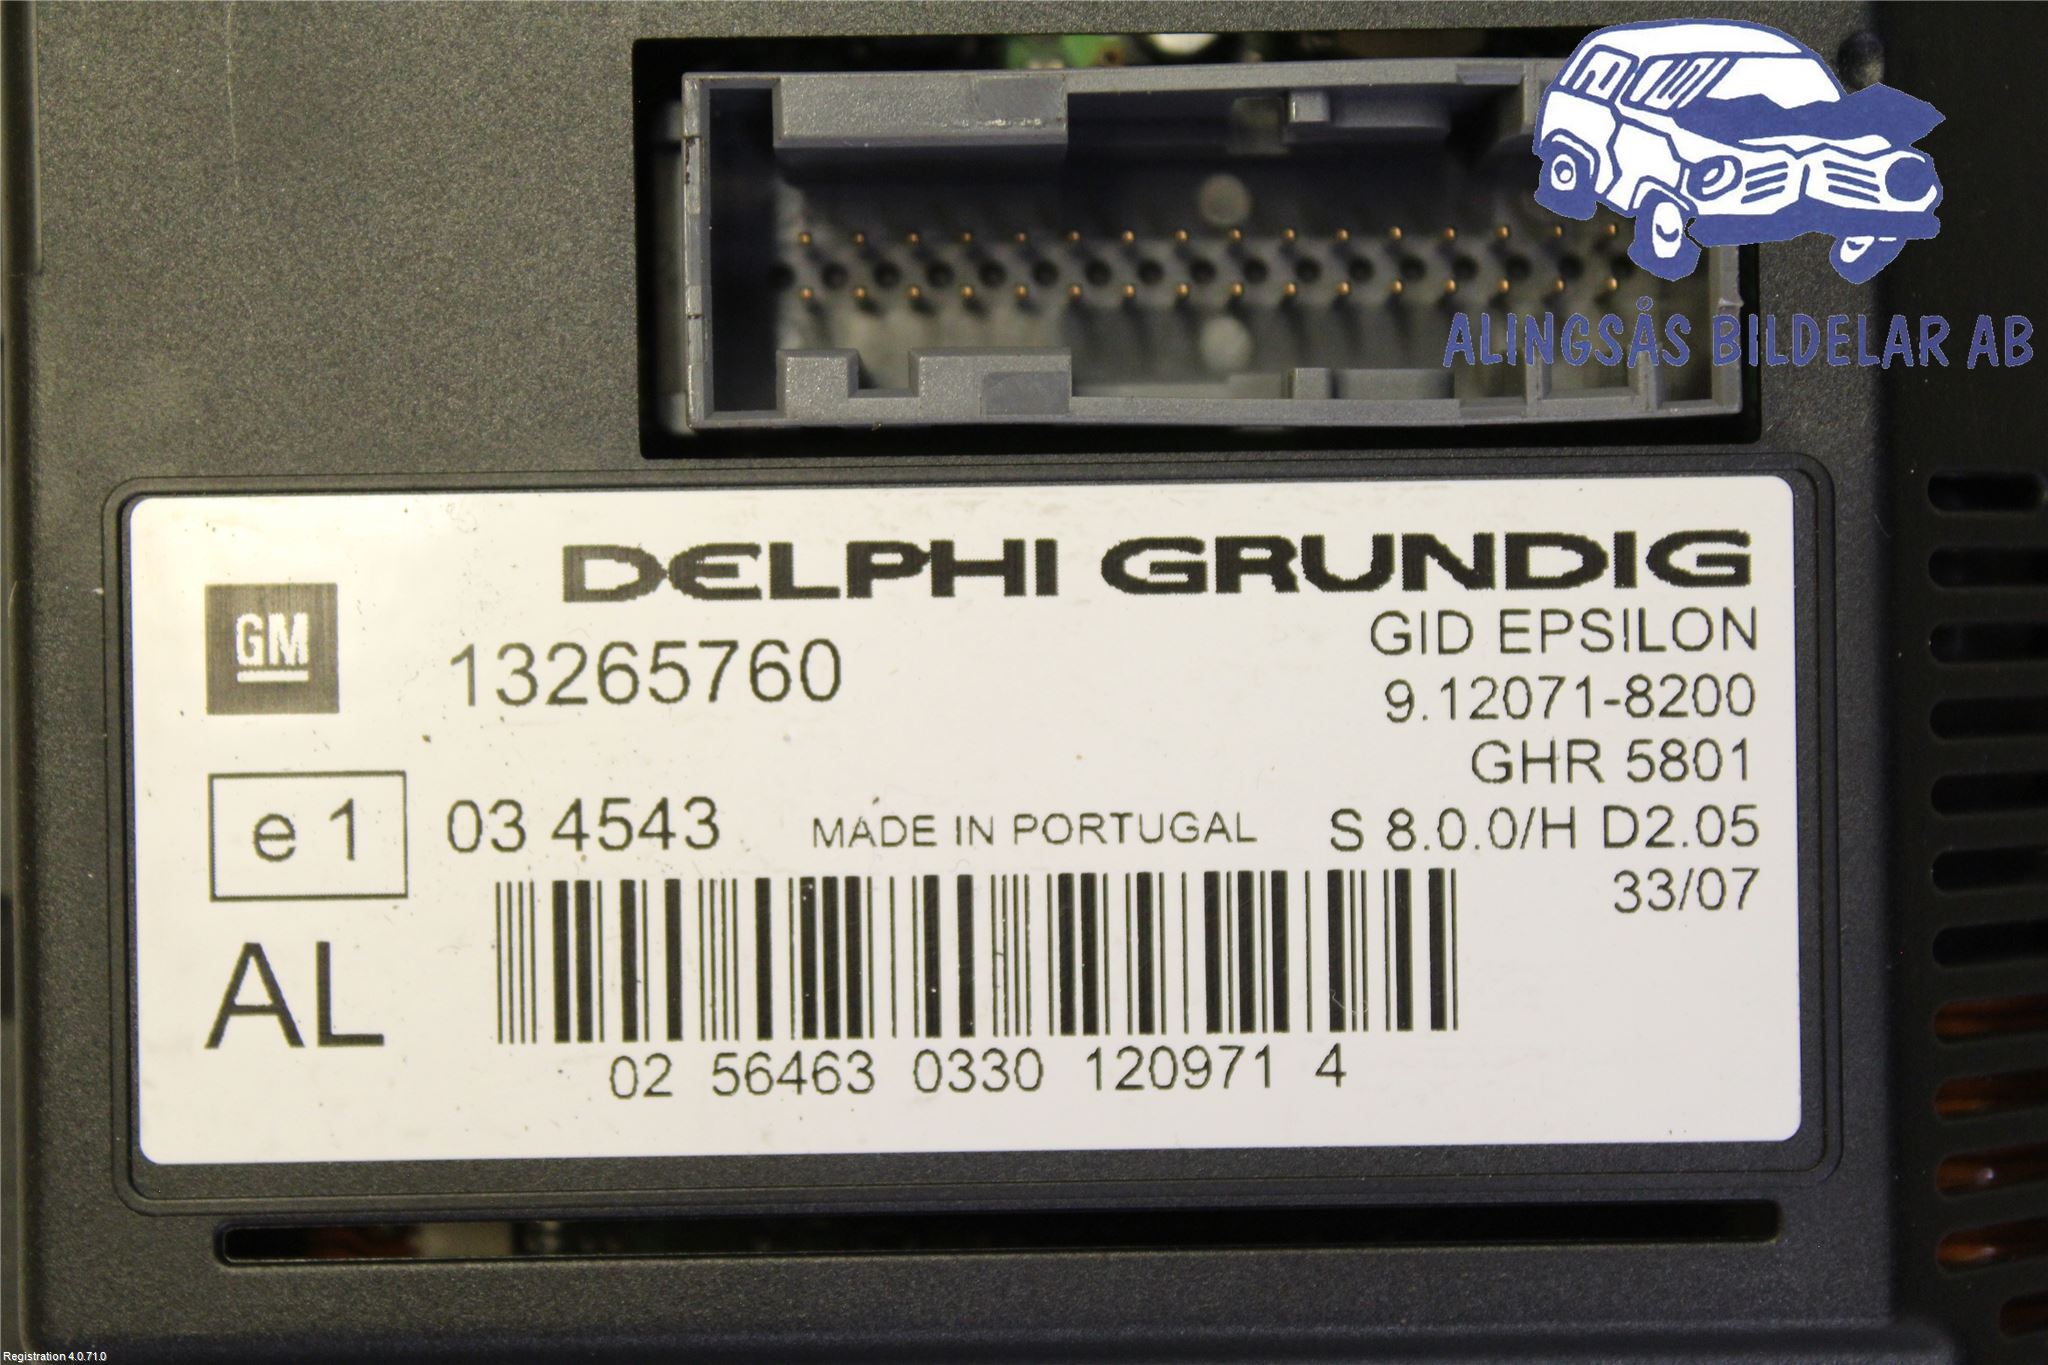 ALINGSÅS BILDELAR AB
DELPHI GRUNDIG
GM
13265760
GID EPSILON
9.12071-8200
GHR 5801
e1
03 4543
MADE IN PORTUGAL
S 8.0.0/H D2.05
33/07
AL
02 56463 0330 120971 4
Registration 4.0.71.0